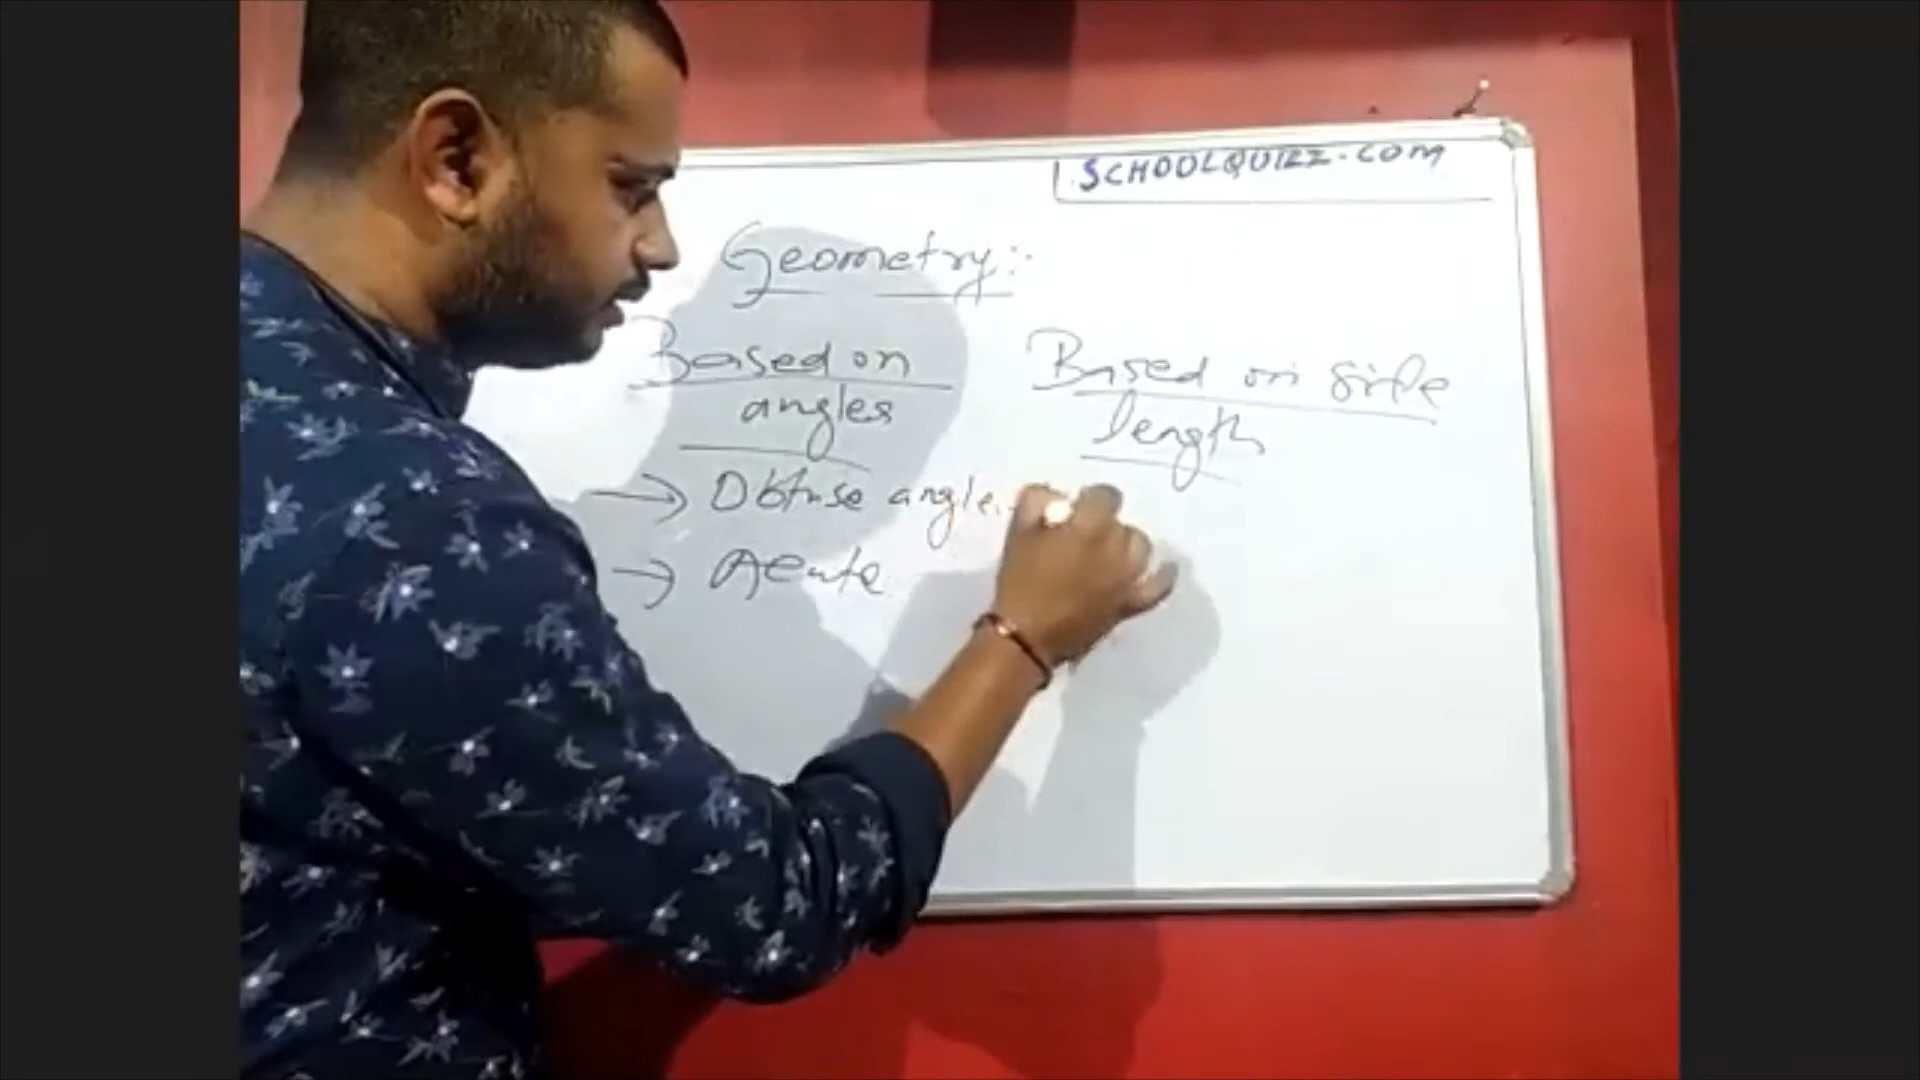 SCHOOLQUIZZ.COM
Geometry:-
Based on
angles
Based on side
length
→ Obtuse angle
→ Acute